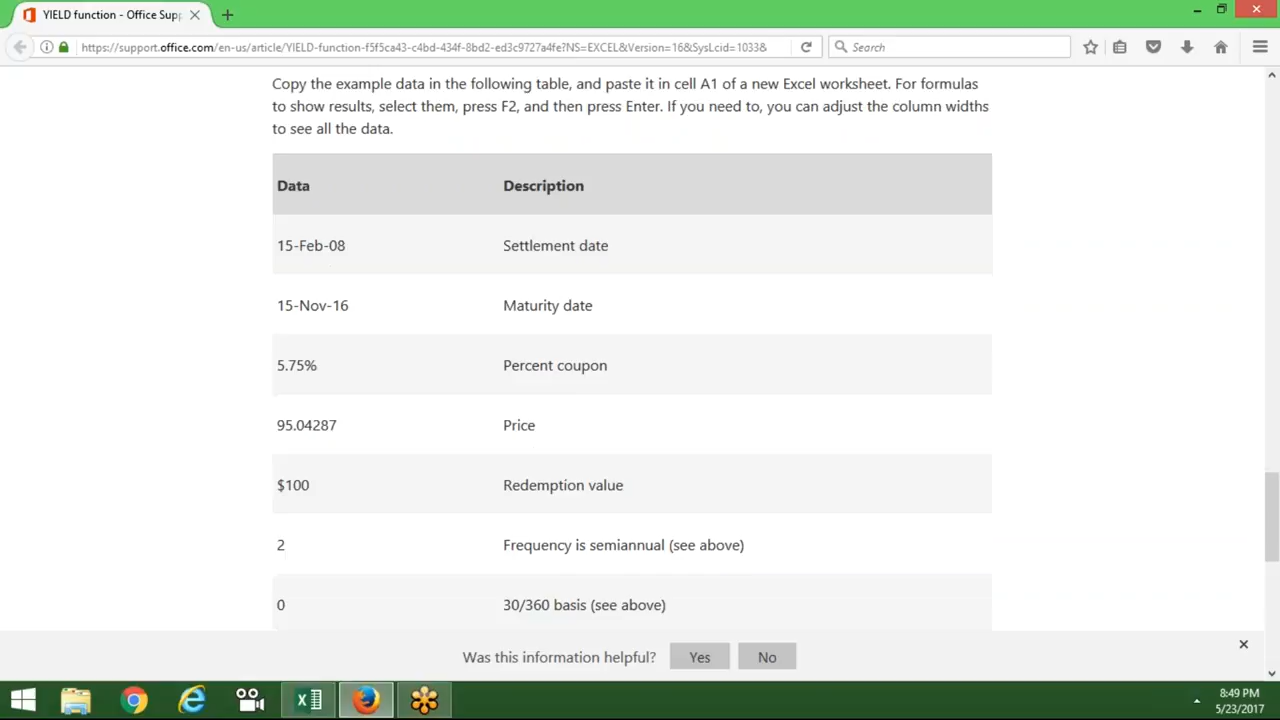 YIELD function - Office Supp
https://support.office.com/en-us/article/YIELD-function-f5f5ca43-c4bd-434f-8bd2-ed3c9727a4fe?NS=EXCEL&Version=16&SysLcid=1033&
Search
Copy the example data in the following table, and paste it in cell A1 of a new Excel worksheet. For formulas
to show results, select them, press F2, and then press Enter. If you need to, you can adjust the column widths
to see all the data.
Data Description
15-Feb-08 Settlement date
15-Nov-16 Maturity date
5.75% Percent coupon
95.04287 Price
$100 Redemption value
2 Frequency is semiannual (see above)
0 30/360 basis (see above)
Was this information helpful? Yes No
8:49 PM
5/23/2017